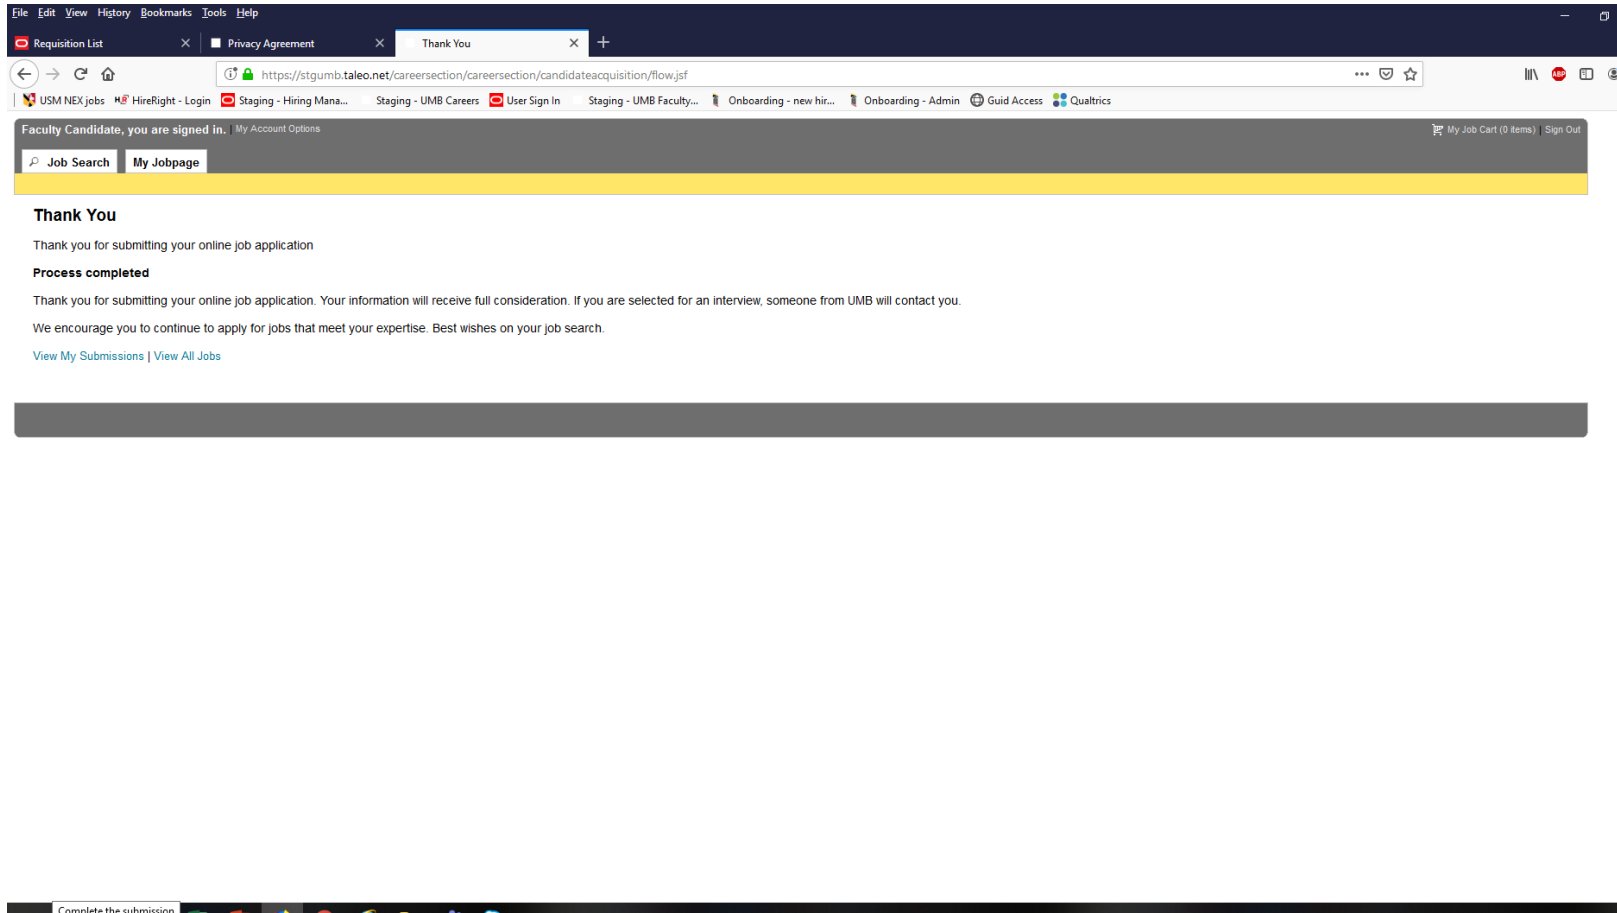 File Edit View History Bookmarks Tools Help
Requisition List Privacy Agreement Thank You
https://stgumb.taleo.net/careersection/careersection/candidateacquisition/flow.jsf
USM NEX jobs HireRight - Login Staging - Hiring Mana... Staging - UMB Careers User Sign In Staging - UMB Faculty... Onboarding - new hir... Onboarding - Admin Guid Access Qualtrics
Faculty Candidate, you are signed in. | My Account Options My Job Cart (0 items) | Sign Out
Job Search My Jobpage
Thank You
Thank you for submitting your online job application
Process completed
Thank you for submitting your online job application. Your information will receive full consideration. If you are selected for an interview, someone from UMB will contact you.
We encourage you to continue to apply for jobs that meet your expertise. Best wishes on your job search.
View My Submissions | View All Jobs
Complete the submission